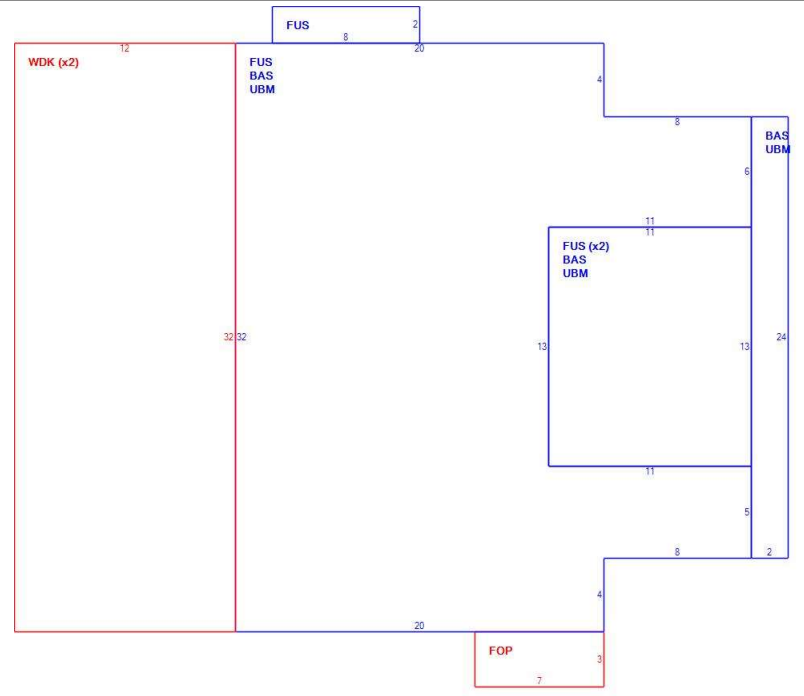 FUS
2
8
12
20
WDK (x2)
FUS
BAS
UBM
4
8
BAS
UBM
6
11
11
FUS (x2)
BAS
UBM
32
32
24
13
13
11
5
8
2
4
20
FOP
3
7